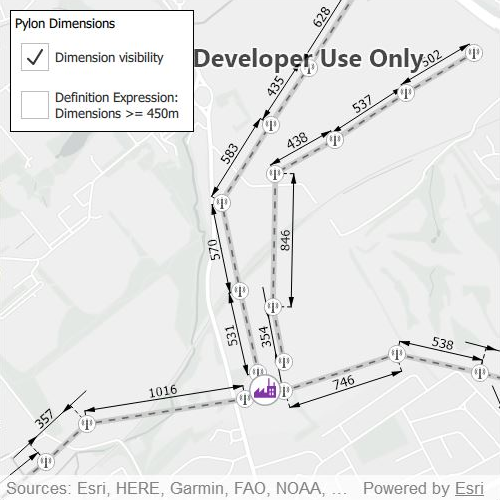 Pylon Dimensions
Dimension visibility
Definition Expression:
Dimensions >= 450m
Developer Use Only
628
435
502
537
438
583
846
570
531
354
538
746
1016
357
Sources: Esri, HERE, Garmin, FAO, NOAA, ...
Powered by Esri